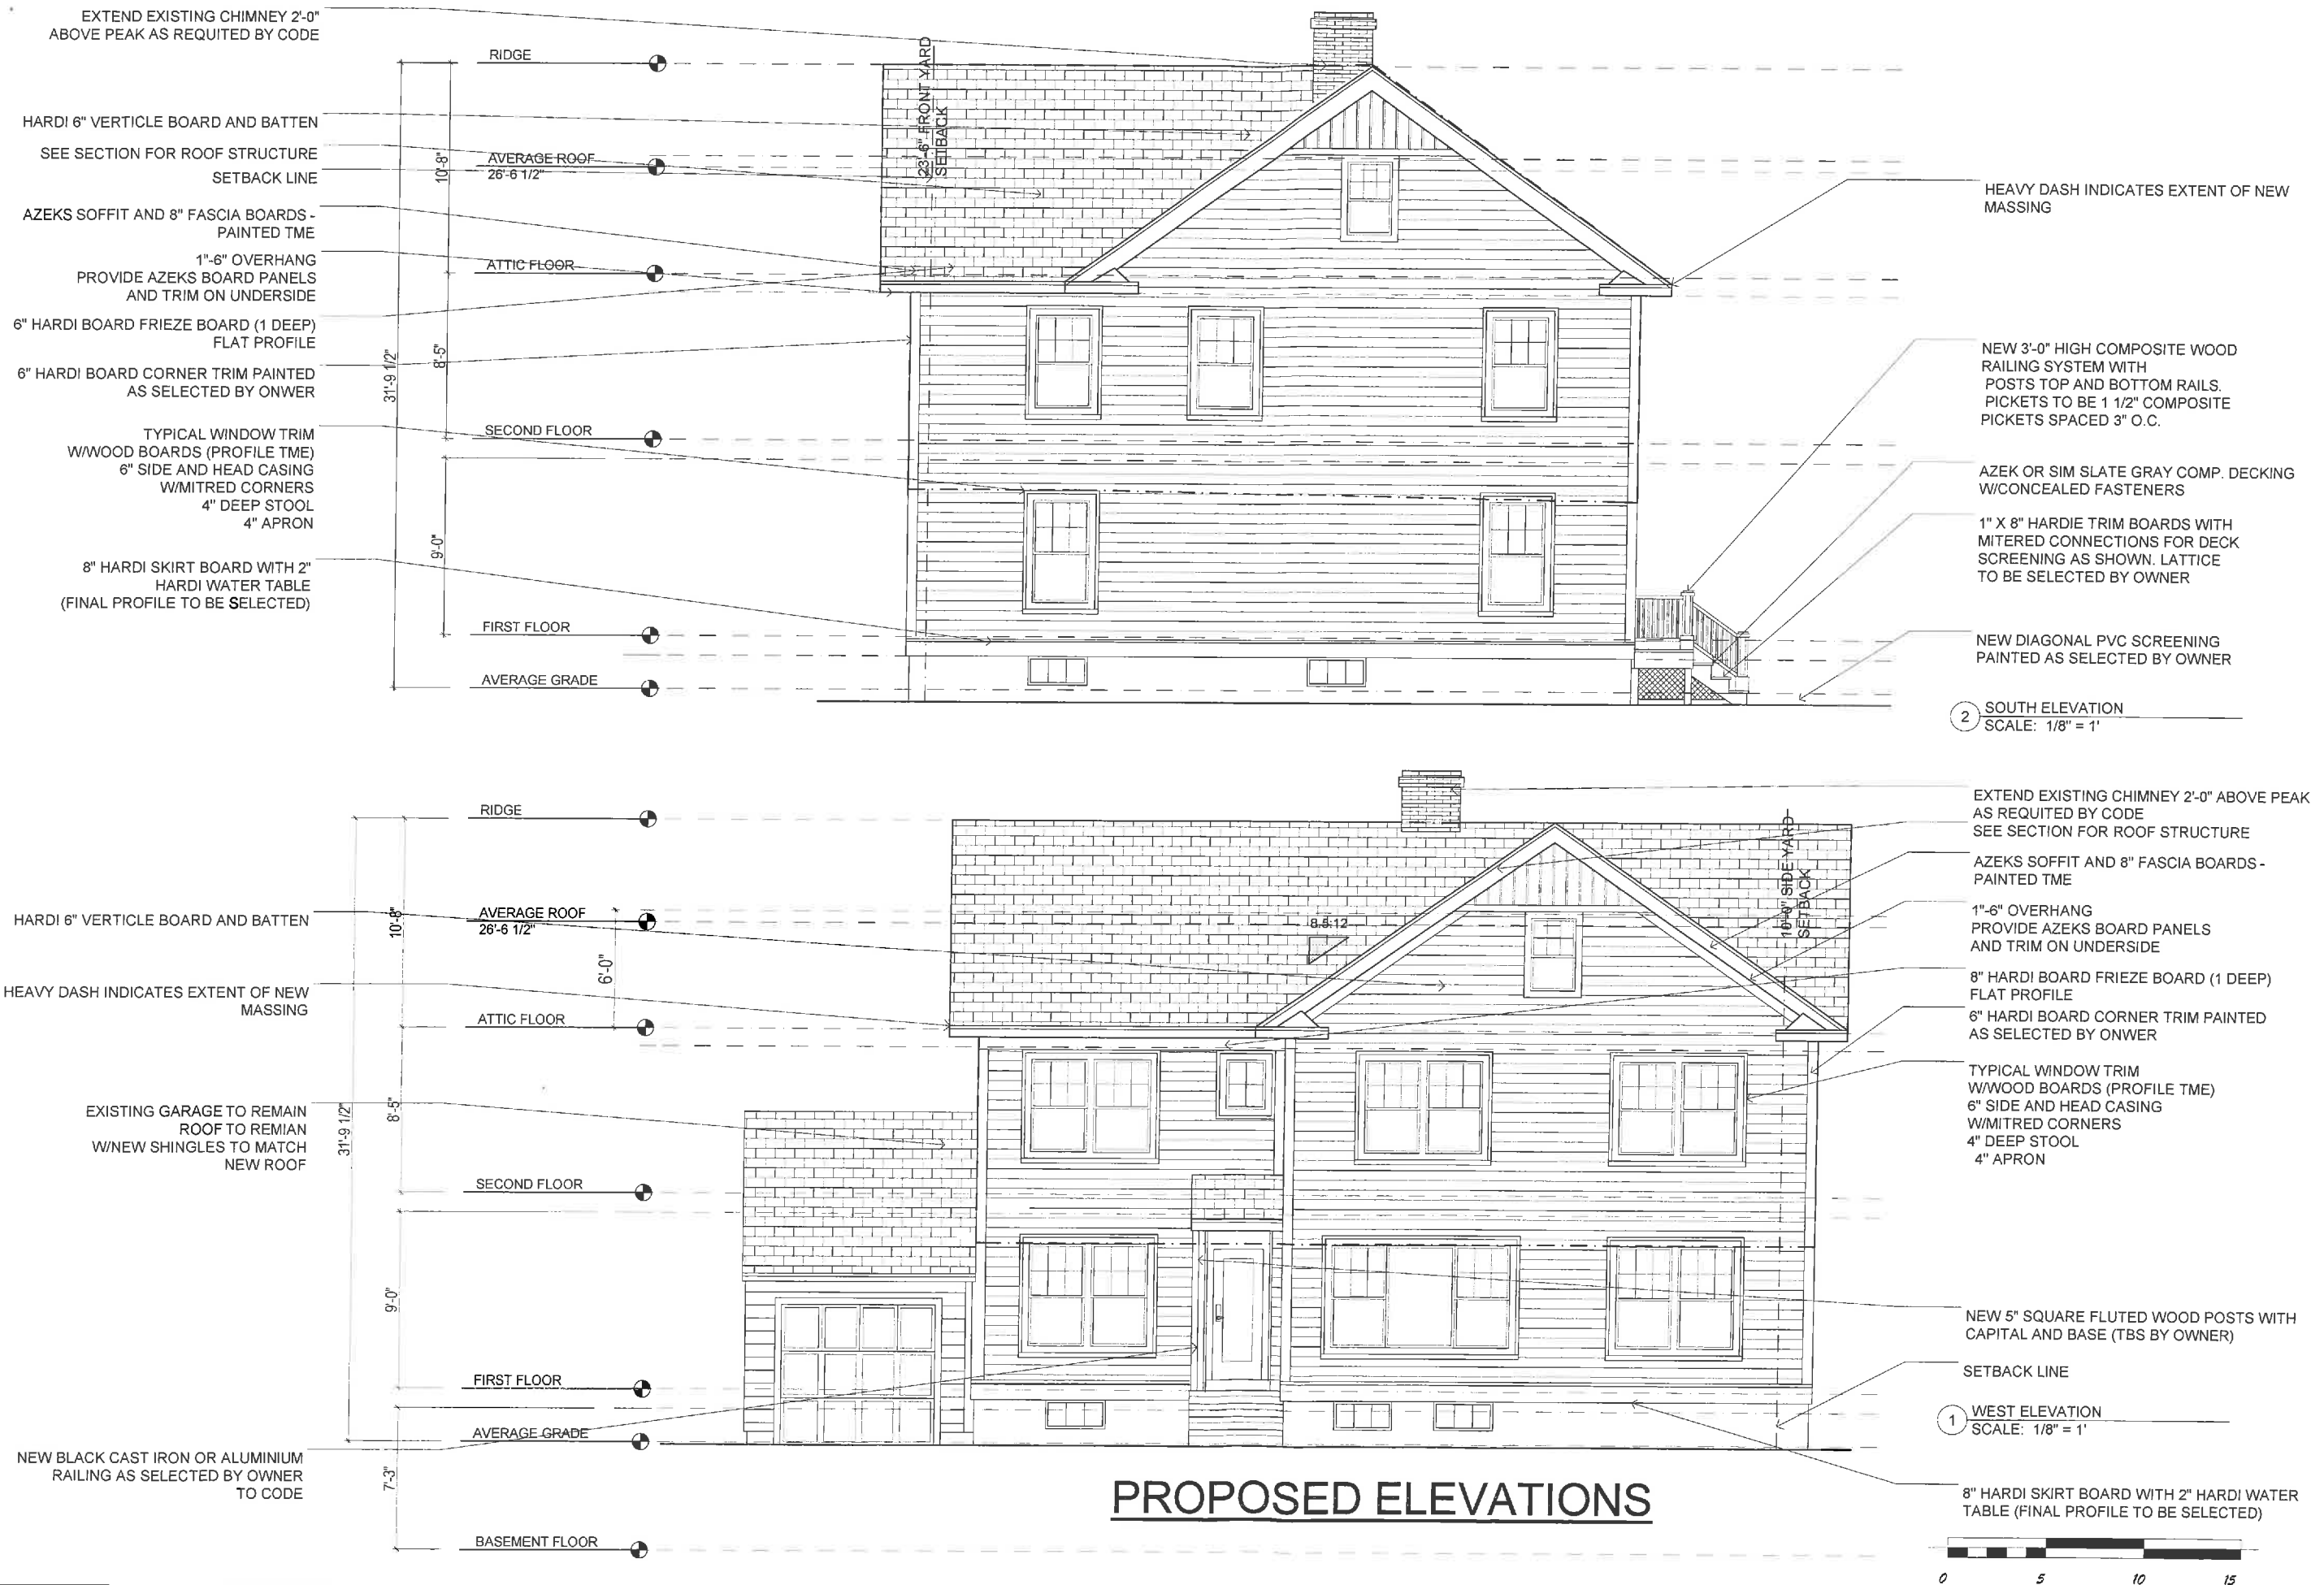 EXTEND EXISTING CHIMNEY 2'-0"
ABOVE PEAK AS REQUITED BY CODE
HARDI 6" VERTICLE BOARD AND BATTEN
SEE SECTION FOR ROOF STRUCTURE
SETBACK LINE
AZEKS SOFFIT AND 8" FASCIA BOARDS -
PAINTED TME
1"-6" OVERHANG
PROVIDE AZEKS BOARD PANELS
AND TRIM ON UNDERSIDE
6" HARDI BOARD FRIEZE BOARD (1 DEEP)
FLAT PROFILE
6" HARDI BOARD CORNER TRIM PAINTED
AS SELECTED BY ONWER
TYPICAL WINDOW TRIM
W/WOOD BOARDS (PROFILE TME)
6" SIDE AND HEAD CASING
W/MITRED CORNERS
4" DEEP STOOL
4" APRON
8" HARDI SKIRT BOARD WITH 2"
HARDI WATER TABLE
(FINAL PROFILE TO BE SELECTED)
31'-9 1/2"
10'-8"
8'-5"
9'-0"
RIDGE
AVERAGE ROOF
26'-6 1/2"
ATTIC FLOOR
SECOND FLOOR
FIRST FLOOR
AVERAGE GRADE
23'-6" FRONT YARD
SETBACK
HEAVY DASH INDICATES EXTENT OF NEW
MASSING
NEW 3'-0" HIGH COMPOSITE WOOD
RAILING SYSTEM WITH
POSTS TOP AND BOTTOM RAILS.
PICKETS TO BE 1 1/2" COMPOSITE
PICKETS SPACED 3" O.C.
AZEK OR SIM SLATE GRAY COMP. DECKING
W/CONCEALED FASTENERS
1" X 8" HARDIE TRIM BOARDS WITH
MITERED CONNECTIONS FOR DECK
SCREENING AS SHOWN. LATTICE
TO BE SELECTED BY OWNER
NEW DIAGONAL PVC SCREENING
PAINTED AS SELECTED BY OWNER
2 SOUTH ELEVATION
SCALE: 1/8" = 1'
HARDI 6" VERTICLE BOARD AND BATTEN
HEAVY DASH INDICATES EXTENT OF NEW
MASSING
EXISTING GARAGE TO REMAIN
ROOF TO REMIAN
W/NEW SHINGLES TO MATCH
NEW ROOF
NEW BLACK CAST IRON OR ALUMINIUM
RAILING AS SELECTED BY OWNER
TO CODE
31'-9 1/2"
10'-8"
8'-5"
9'-0"
7'-3"
RIDGE
AVERAGE ROOF
26'-6 1/2"
6'-0"
ATTIC FLOOR
SECOND FLOOR
FIRST FLOOR
AVERAGE GRADE
BASEMENT FLOOR
8.5:12
10'-0" SIDE YARD
SETBACK
EXTEND EXISTING CHIMNEY 2'-0" ABOVE PEAK
AS REQUITED BY CODE
SEE SECTION FOR ROOF STRUCTURE
AZEKS SOFFIT AND 8" FASCIA BOARDS -
PAINTED TME
1"-6" OVERHANG
PROVIDE AZEKS BOARD PANELS
AND TRIM ON UNDERSIDE
8" HARDI BOARD FRIEZE BOARD (1 DEEP)
FLAT PROFILE
6" HARDI BOARD CORNER TRIM PAINTED
AS SELECTED BY ONWER
TYPICAL WINDOW TRIM
W/WOOD BOARDS (PROFILE TME)
6" SIDE AND HEAD CASING
W/MITRED CORNERS
4" DEEP STOOL
4" APRON
NEW 5" SQUARE FLUTED WOOD POSTS WITH
CAPITAL AND BASE (TBS BY OWNER)
SETBACK LINE
1 WEST ELEVATION
SCALE: 1/8" = 1'
8" HARDI SKIRT BOARD WITH 2" HARDI WATER
TABLE (FINAL PROFILE TO BE SELECTED)
PROPOSED ELEVATIONS
0 5 10 15